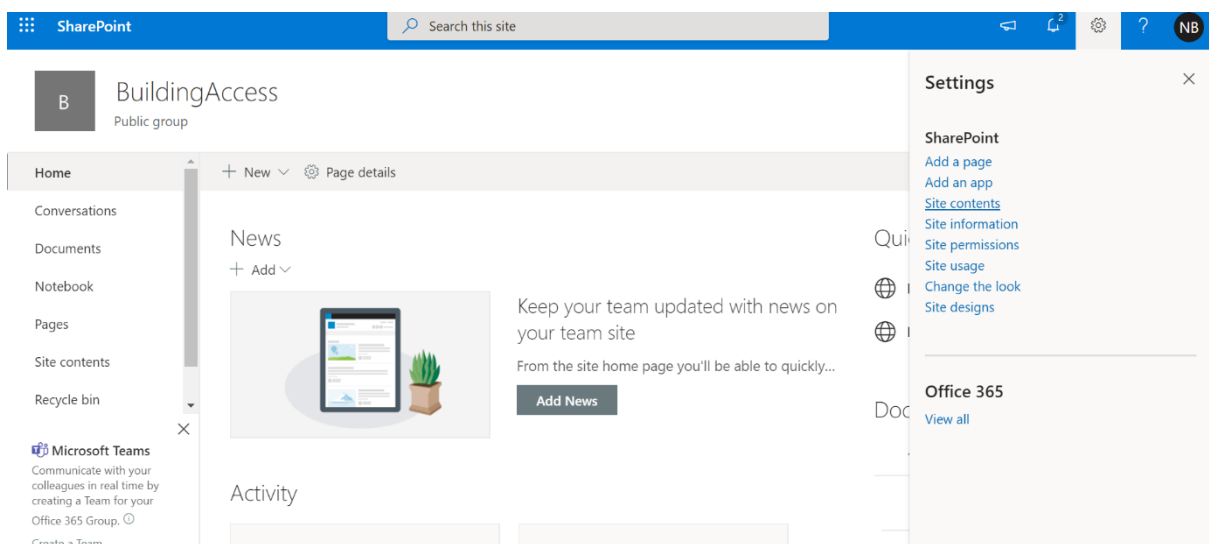 SharePoint
Search this site
2
?
NB
B
BuildingAccess
Public group
Home
Conversations
Documents
Notebook
Pages
Site contents
Recycle bin
Microsoft Teams
Communicate with your
colleagues in real time by
creating a Team for your
Office 365 Group.
Create a Team
+ New
Page details
News
+ Add
Keep your team updated with news on
your team site
From the site home page you'll be able to quickly...
Add News
Activity
Qui
Doc
Settings
SharePoint
Add a page
Add an app
Site contents
Site information
Site permissions
Site usage
Change the look
Site designs
Office 365
View all